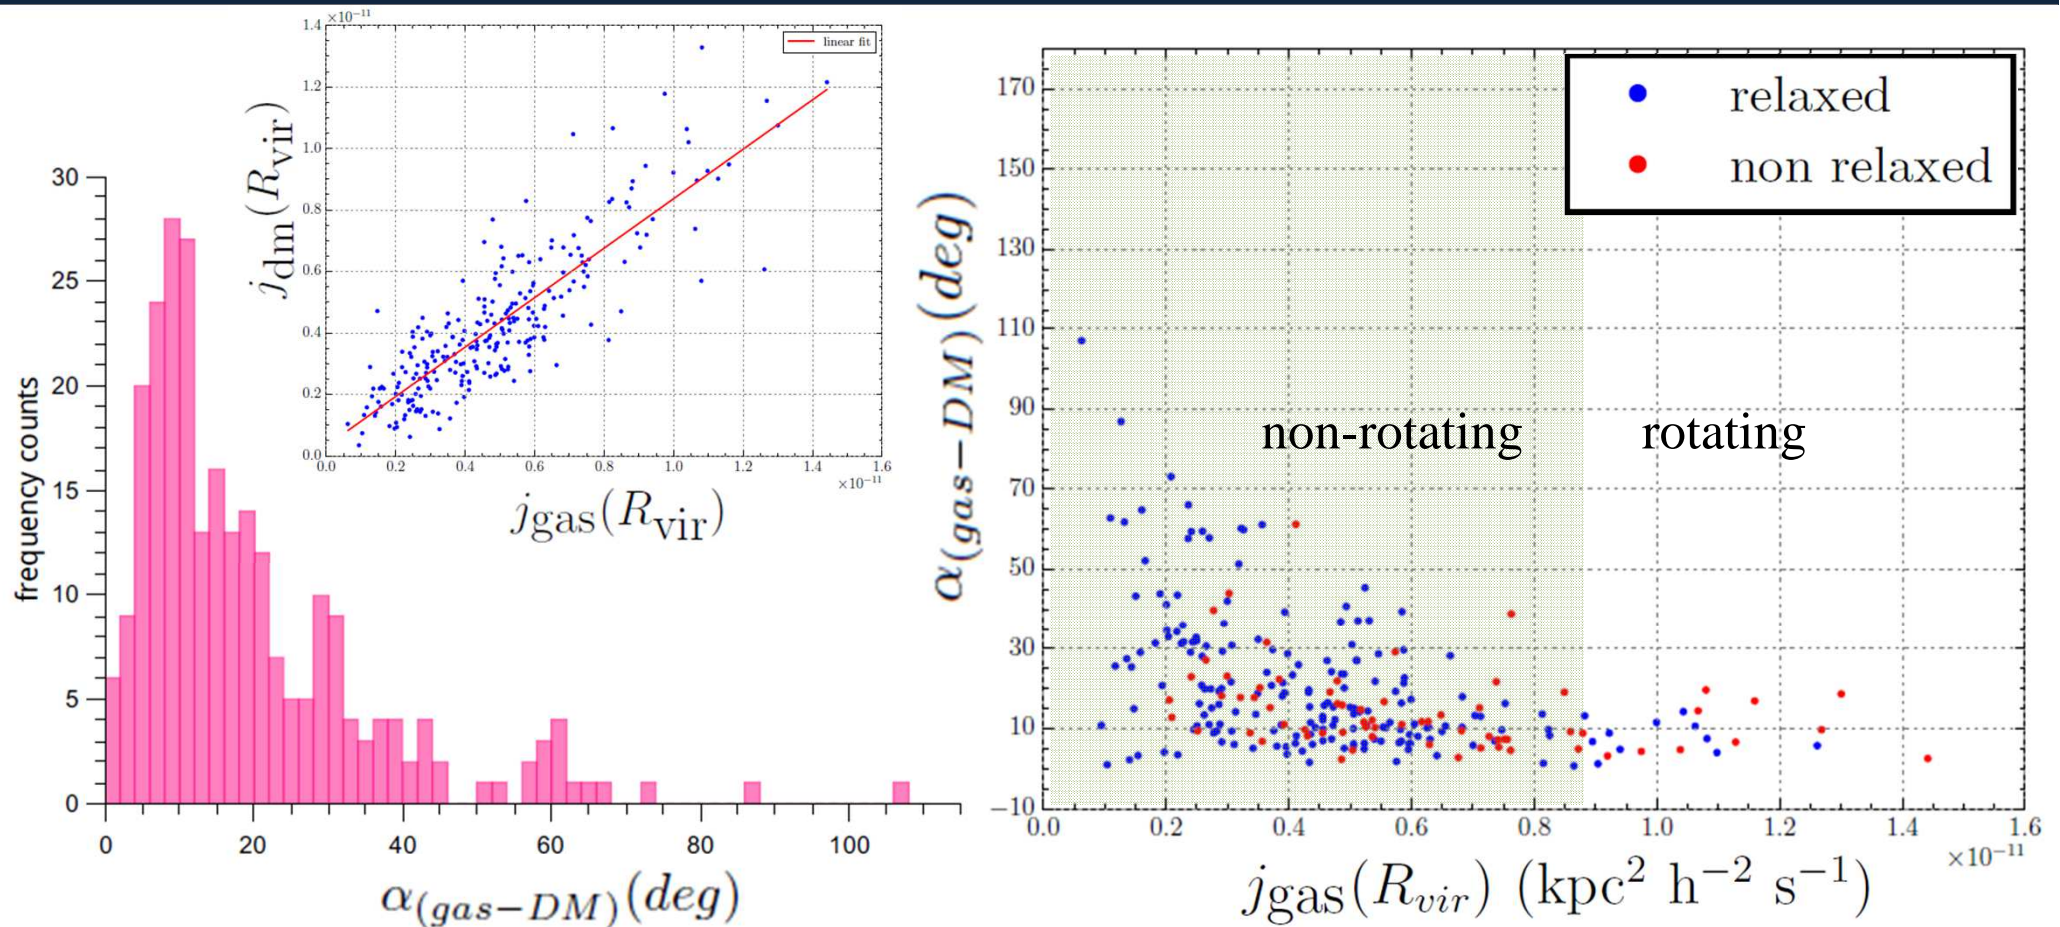 30
25
20
15
10
5
0
frequency counts
0 20 40 60 80 100
α(gas−DM)(deg)
1.4 ×10⁻¹¹
linear fit
1.2
1.0
0.8
0.6
0.4
0.2
0.0
jdm(Rvir)
0.0 0.2 0.4 0.6 0.8 1.0 1.2 1.4 1.6
×10⁻¹¹
jgas(Rvir)
relaxed
non relaxed
170
150
130
110
90
70
50
30
10
−10
α(gas−DM)(deg)
non-rotating rotating
0.0 0.2 0.4 0.6 0.8 1.0 1.2 1.4 1.6
×10⁻¹¹
jgas(Rvir) (kpc² h⁻² s⁻¹)